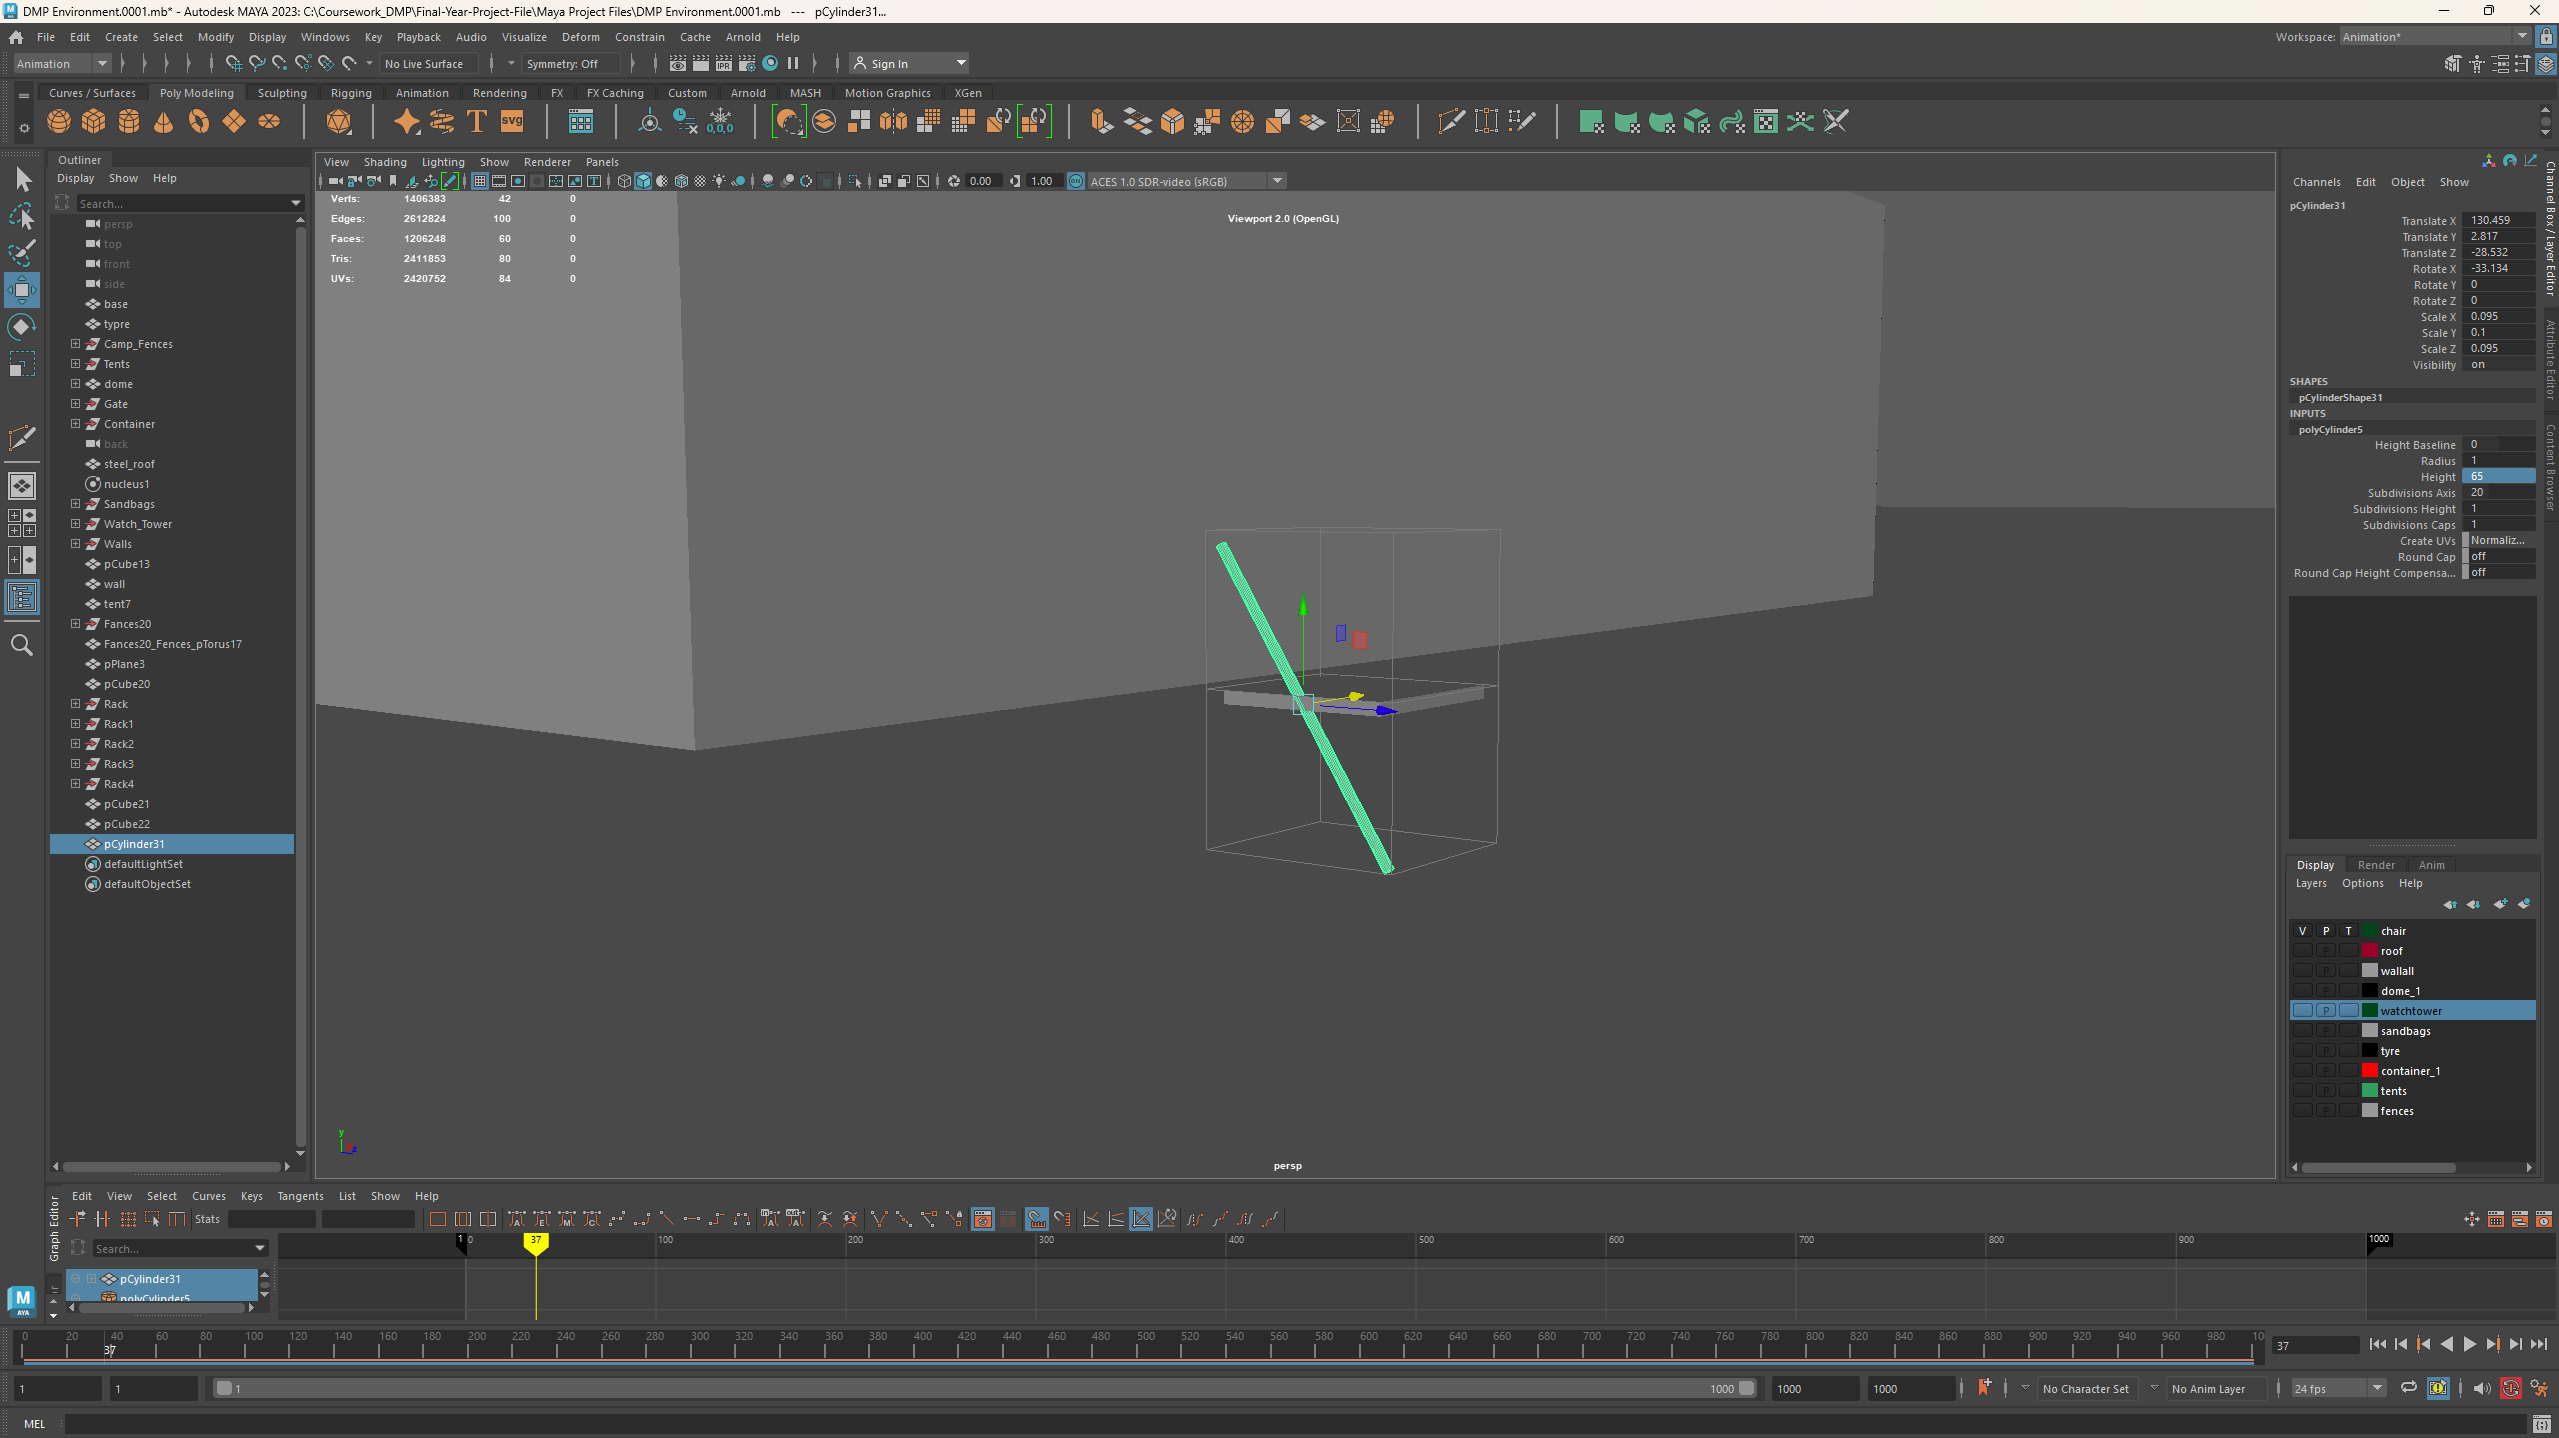 DMP Environment.0001.mb* - Autodesk MAYA 2023: C:\Coursework_DMP\Final-Year-Project-File\Maya Project Files\DMP Environment.0001.mb --- pCylinder31...
File Edit Create Select Modify Display Windows Key Playback Audio Visualize Deform Constrain Cache Arnold Help
Workspace: Animation*
Animation No Live Surface Symmetry: Off Sign In
Curves / Surfaces Poly Modeling Sculpting Rigging Animation Rendering FX FX Caching Custom Arnold MASH Motion Graphics XGen
Outliner
Display Show Help
Search...
persp
top
front
side
base
typre
Camp_Fences
Tents
dome
Gate
Container
back
steel_roof
nucleus1
Sandbags
Watch_Tower
Walls
pCube13
wall
tent7
Fances20
Fances20_Fences_pTorus17
pPlane3
pCube20
Rack
Rack1
Rack2
Rack3
Rack4
pCube21
pCube22
pCylinder31
defaultLightSet
defaultObjectSet
View Shading Lighting Show Renderer Panels
0.00 1.00 ACES 1.0 SDR-video (sRGB)
Verts: 1406383 42 0
Edges: 2612824 100 0
Faces: 1206248 60 0
Tris: 2411853 80 0
UVs: 2420752 84 0
Viewport 2.0 (OpenGL)
y
persp
Channels Edit Object Show
pCylinder31
Translate X 130.459
Translate Y 2.817
Translate Z -28.532
Rotate X -33.134
Rotate Y 0
Rotate Z 0
Scale X 0.095
Scale Y 0.1
Scale Z 0.095
Visibility on
SHAPES
pCylinderShape31
INPUTS
polyCylinder5
Height Baseline 0
Radius 1
Height 65
Subdivisions Axis 20
Subdivisions Height 1
Subdivisions Caps 1
Create UVs Normaliz...
Round Cap off
Round Cap Height Compensa... off
Channel Box / Layer Editor
Attribute Editor
Content Browser
Display Render Anim
Layers Options Help
V P T chair
P roof
P wallall
P dome_1
P watchtower
P sandbags
P tyre
P container_1
P tents
P fences
Graph Editor
Edit View Select Curves Keys Tangents List Show Help
Stats
Search...
1 0 37 100 200 300 400 500 600 700 800 900 1000
pCylinder31
polyCylinder5
0 20 40 60 80 100 120 140 160 180 200 220 240 260 280 300 320 340 360 380 400 420 440 460 480 500 520 540 560 580 600 620 640 660 680 700 720 740 760 780 800 820 840 860 880 900 920 940 960 980 10
37
37
1 1 1 1000 1000 1000 No Character Set No Anim Layer 24 fps
MEL